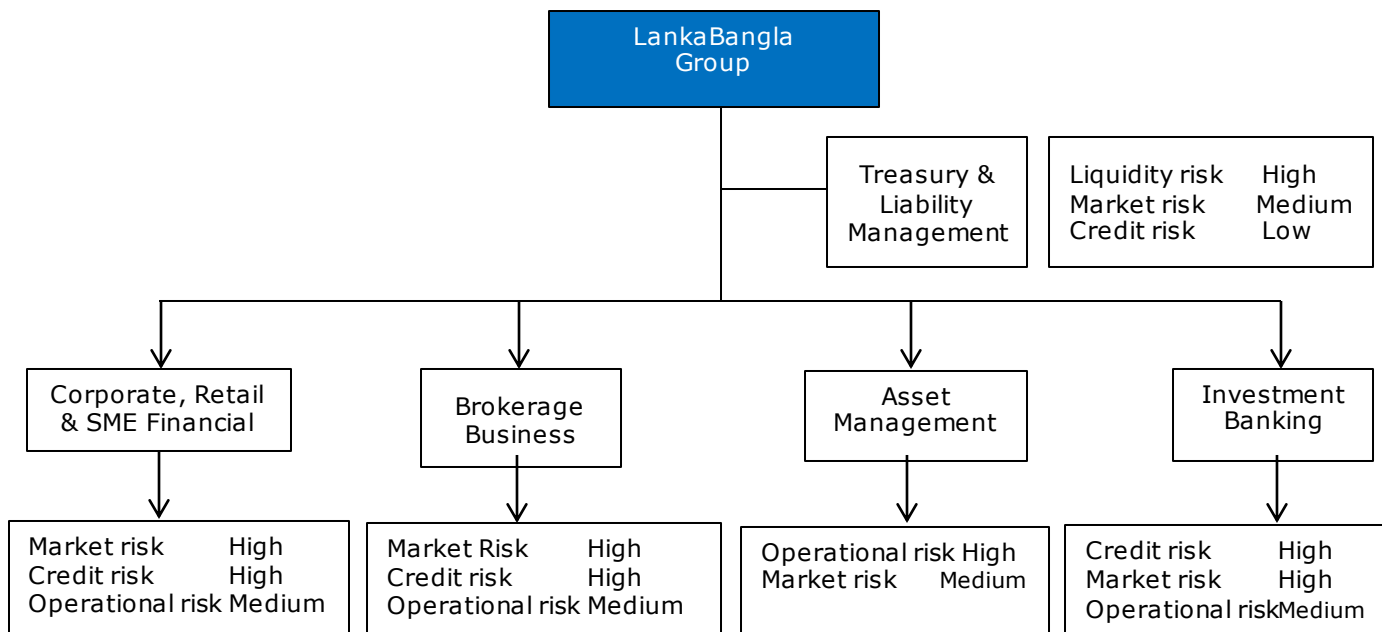 LankaBangla
Group
Treasury &
Liability
Management
Liquidity risk High
Market risk Medium
Credit risk Low
Corporate, Retail
& SME Financial
Brokerage
Business
Asset
Management
Investment
Banking
Market risk High
Credit risk High
Operational risk Medium
Market Risk High
Credit risk High
Operational risk Medium
Operational risk High
Market risk Medium
Credit risk High
Market risk High
Operational risk Medium